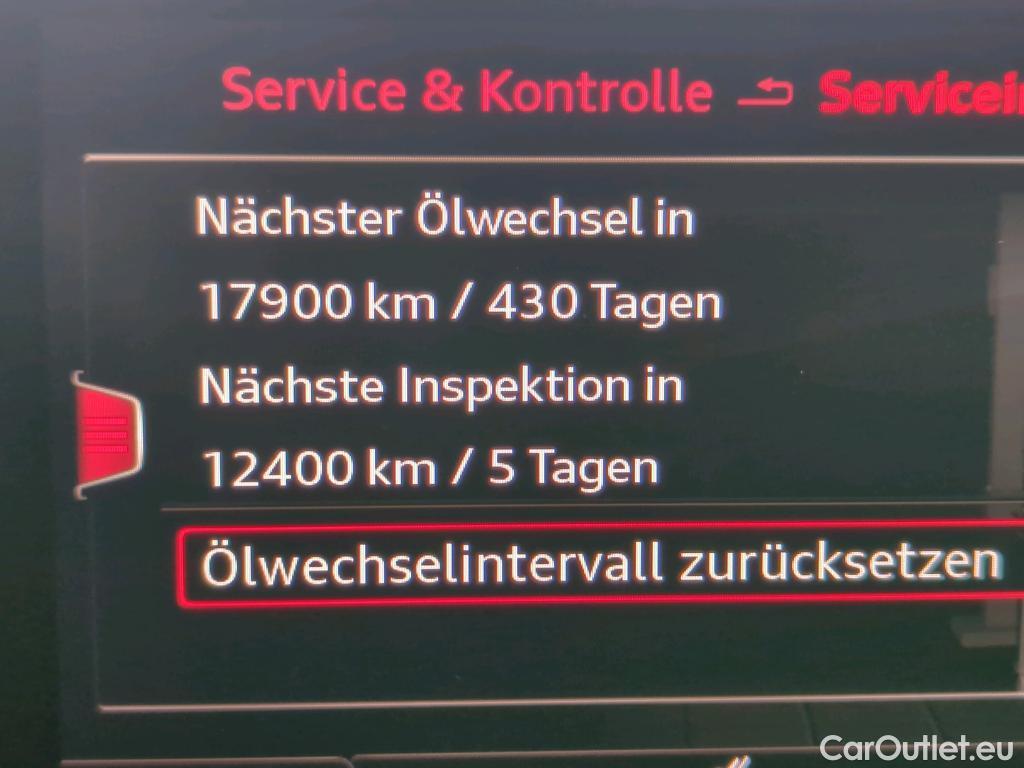 Service & Kontrolle
Nächster Ölwechsel in
17900 km / 430 Tagen
Nächste Inspektion in
12400 km / 5 Tagen
Ölwechselintervall zurücksetzen
CarOutlet.eu